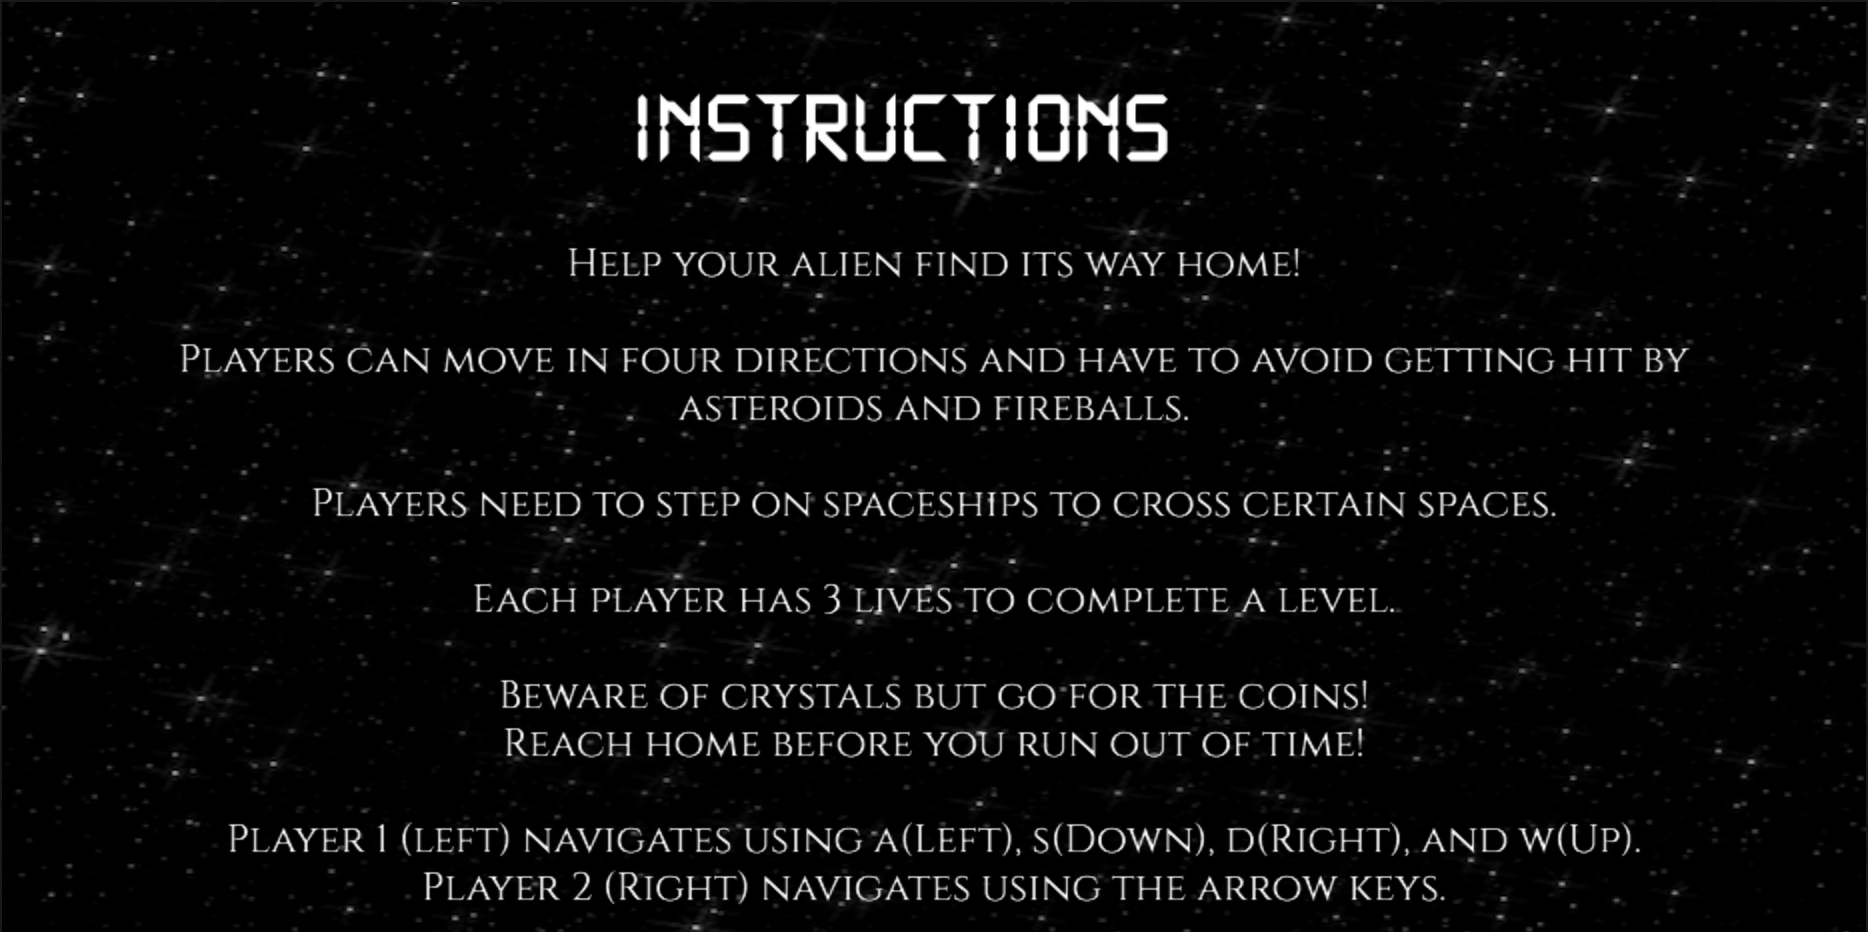 INSTRUCTIONS
Help your alien find its way home!
Players can move in four directions and have to avoid getting hit by
asteroids and fireballs.
Players need to step on spaceships to cross certain spaces.
Each player has 3 lives to complete a level.
Beware of crystals but go for the coins!
Reach home before you run out of time!
Player 1 (left) navigates using a(Left), s(Down), d(Right), and w(Up).
Player 2 (Right) navigates using the arrow keys.